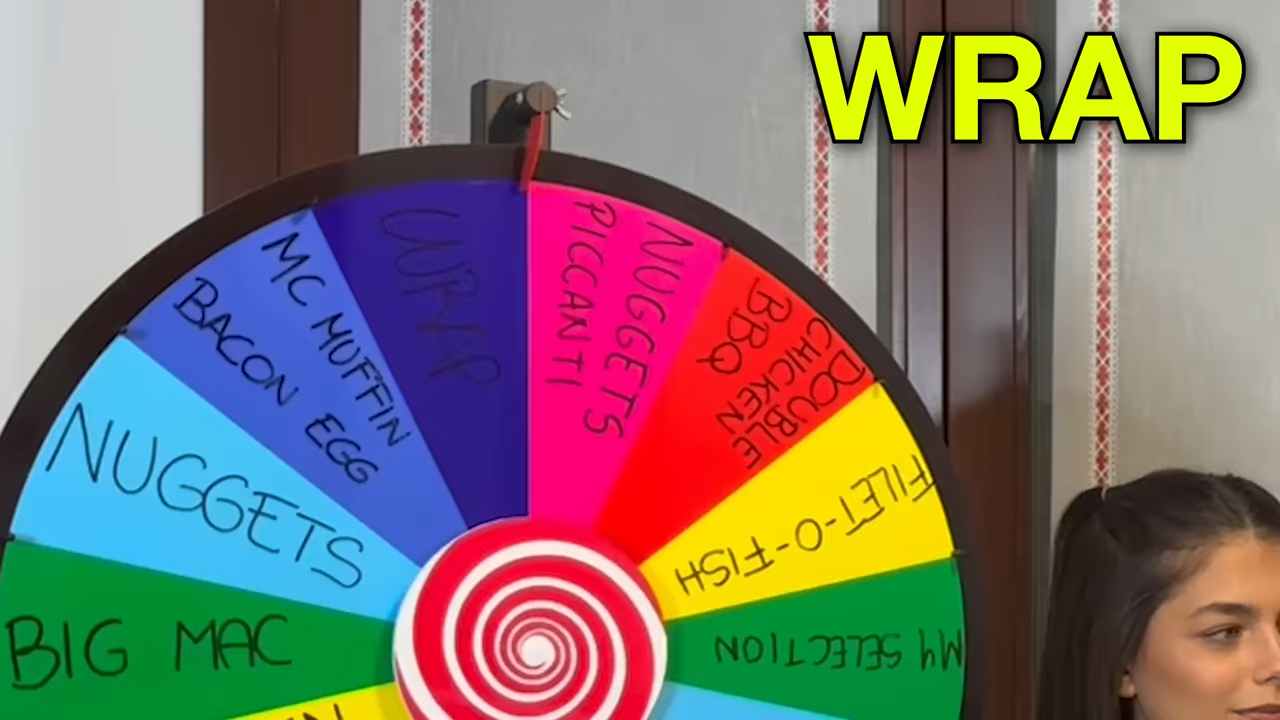 WRAP
BIG MAC
NUGGETS
MC MUFFIN
BACON EGG
WRAP
NUGGETS
PICCANTI
DOUBLE
CHICKEN
BBQ
FILET-O-FISH
MY SELECTION